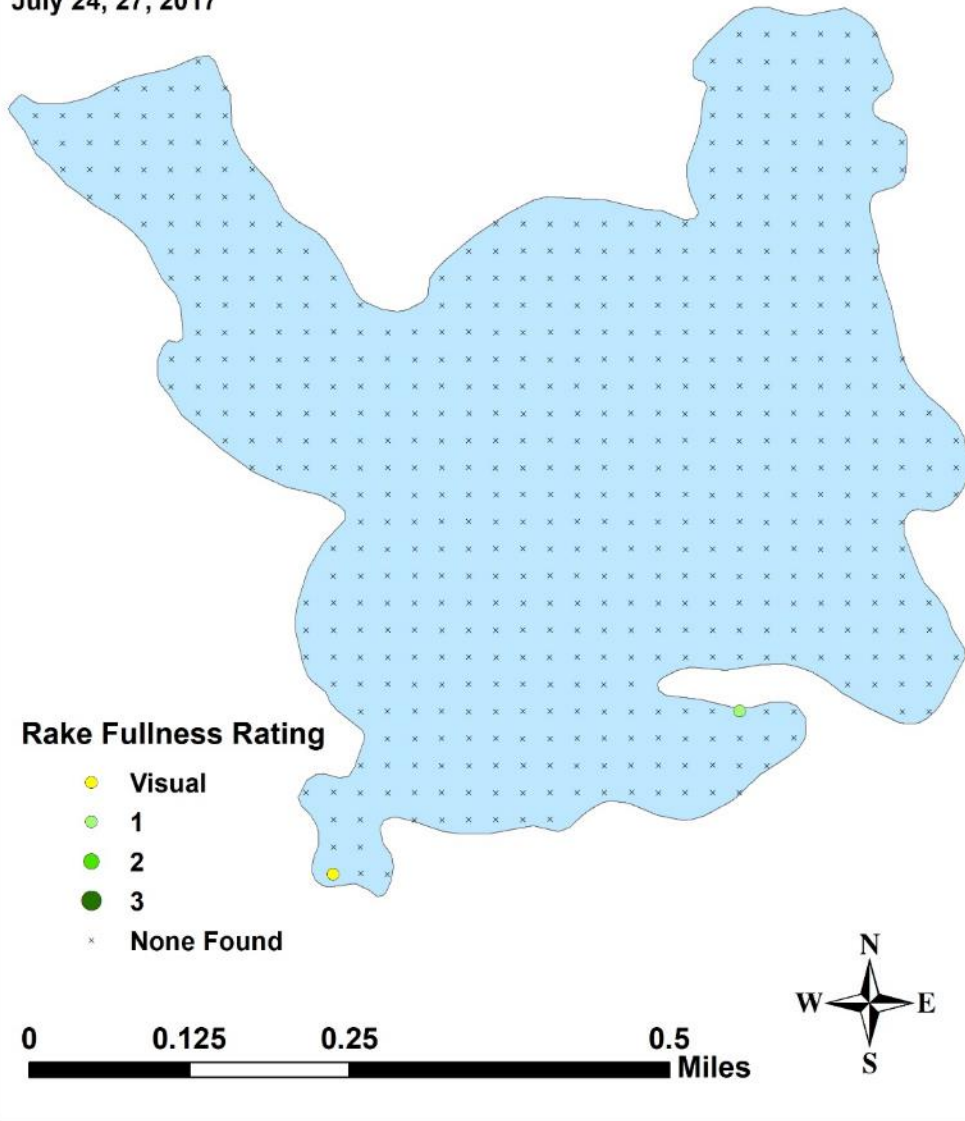 July 24, 27, 2017
Rake Fullness Rating
Visual
1
2
3
None Found
N
W E
S
0 0.125 0.25 0.5
Miles